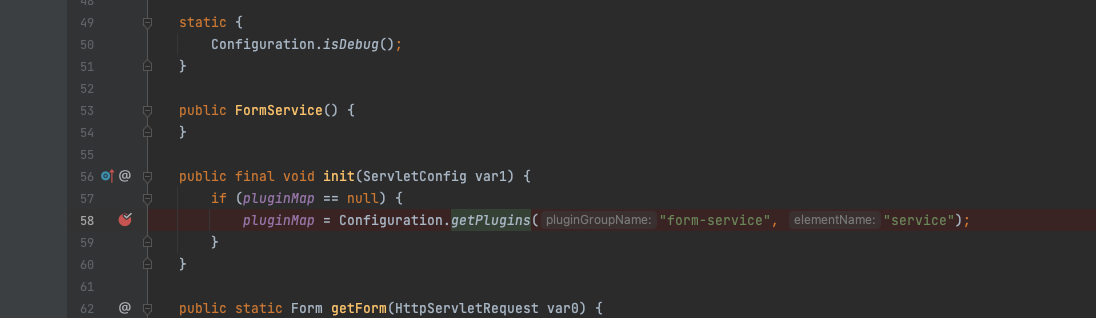 48
49 static {
50 Configuration.isDebug();
51 }
52
53 public FormService() {
54 }
55
56 @ public final void init(ServletConfig var1) {
57 if (pluginMap == null) {
58 pluginMap = Configuration.getPlugins( pluginGroupName: "form-service", elementName: "service");
59 }
60 }
61
62 @ public static Form getForm(HttpServletRequest var0) {